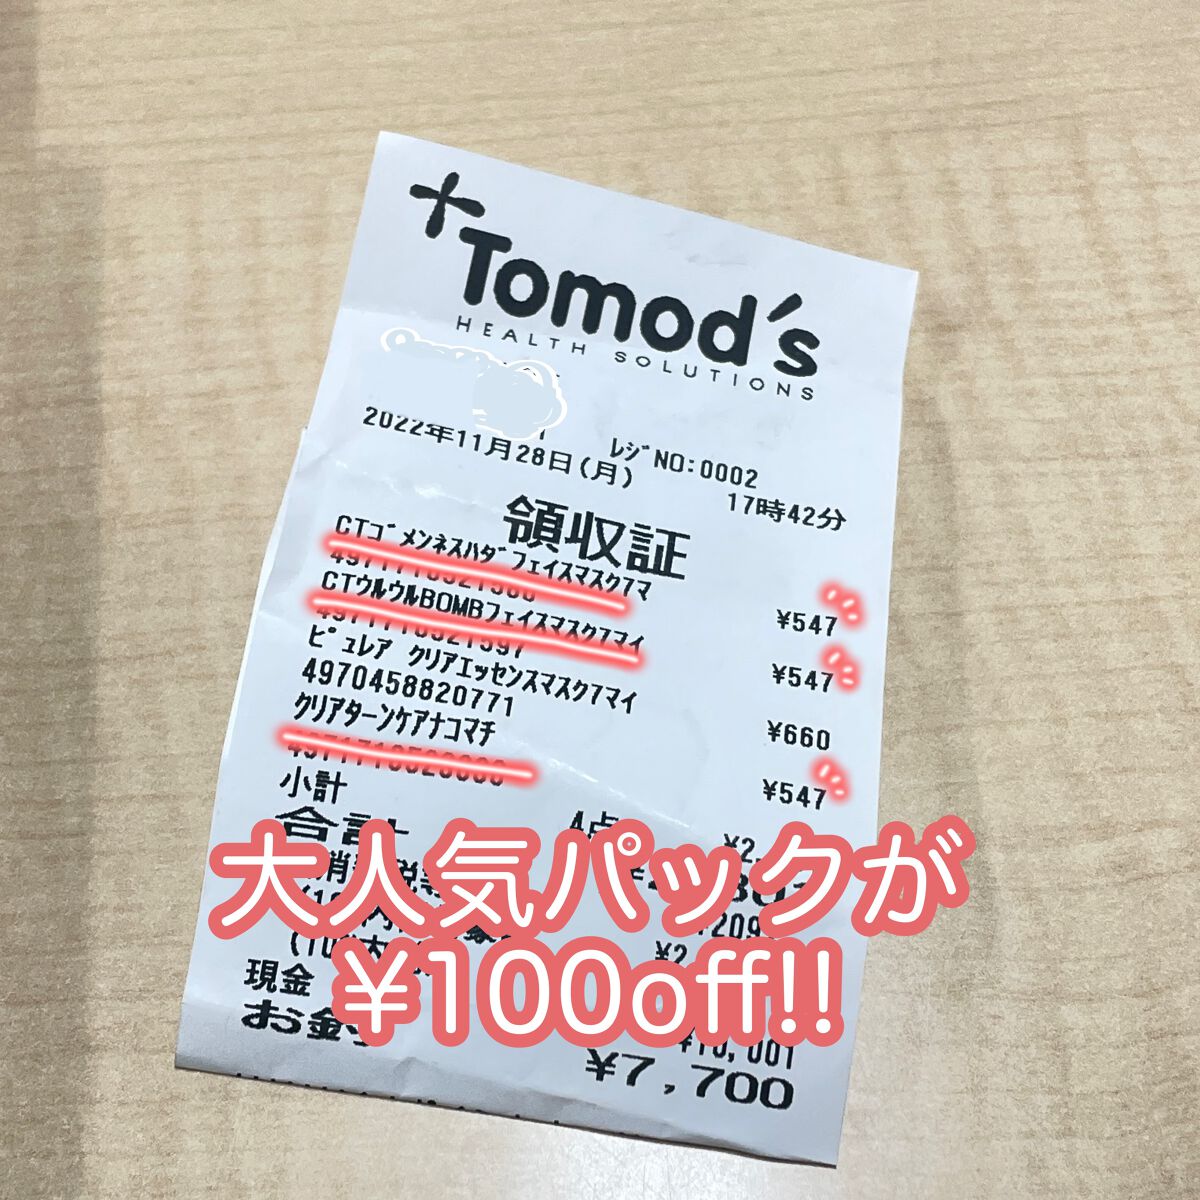 Tomod's
HEALTH SOLUTIONS
レジNO:0002
2022年11月28日(月)
17時42分
領収証
CTゴメンネスハダフェイスマスク7マ
¥547
CTウルウルBOMBフェイスマスク7マイ
¥547
ピュレア クリアエッセンスマスク7マイ
4970458820771
¥660
クリアターンケアナコマチ
¥547
小計
合計
大人気パックが
¥100off!!
現金
¥10,001
¥7,700